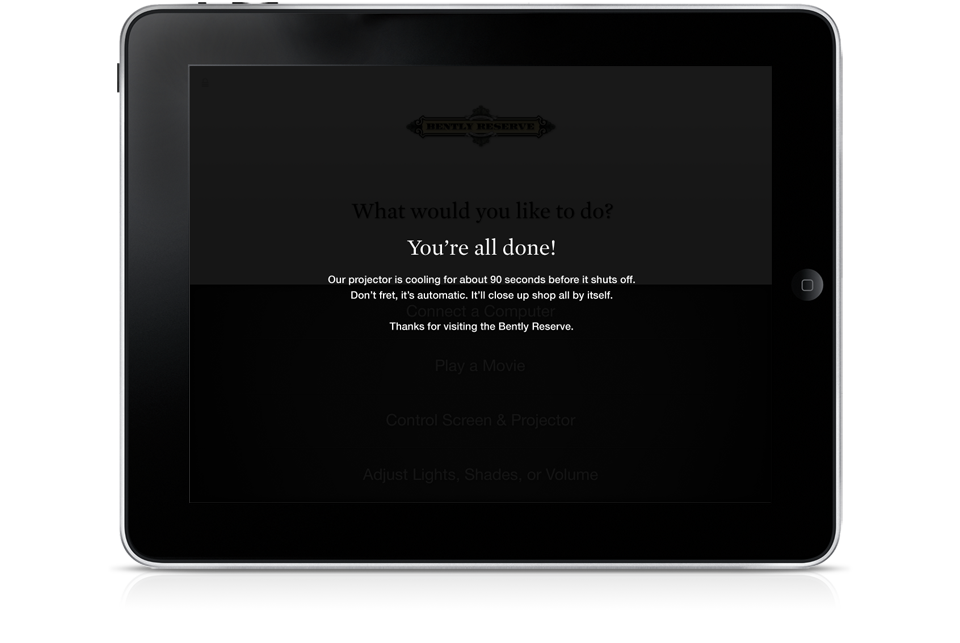 BENTLY RESERVE
What would you like to do?
You're all done!
Our projector is cooling for about 90 seconds before it shuts off.
Don't fret, it's automatic. It'll close up shop all by itself.
Connect a Computer
Thanks for visiting the Bently Reserve.
Play a Movie
Control Screen & Projector
Adjust Lights, Shades, or Volume